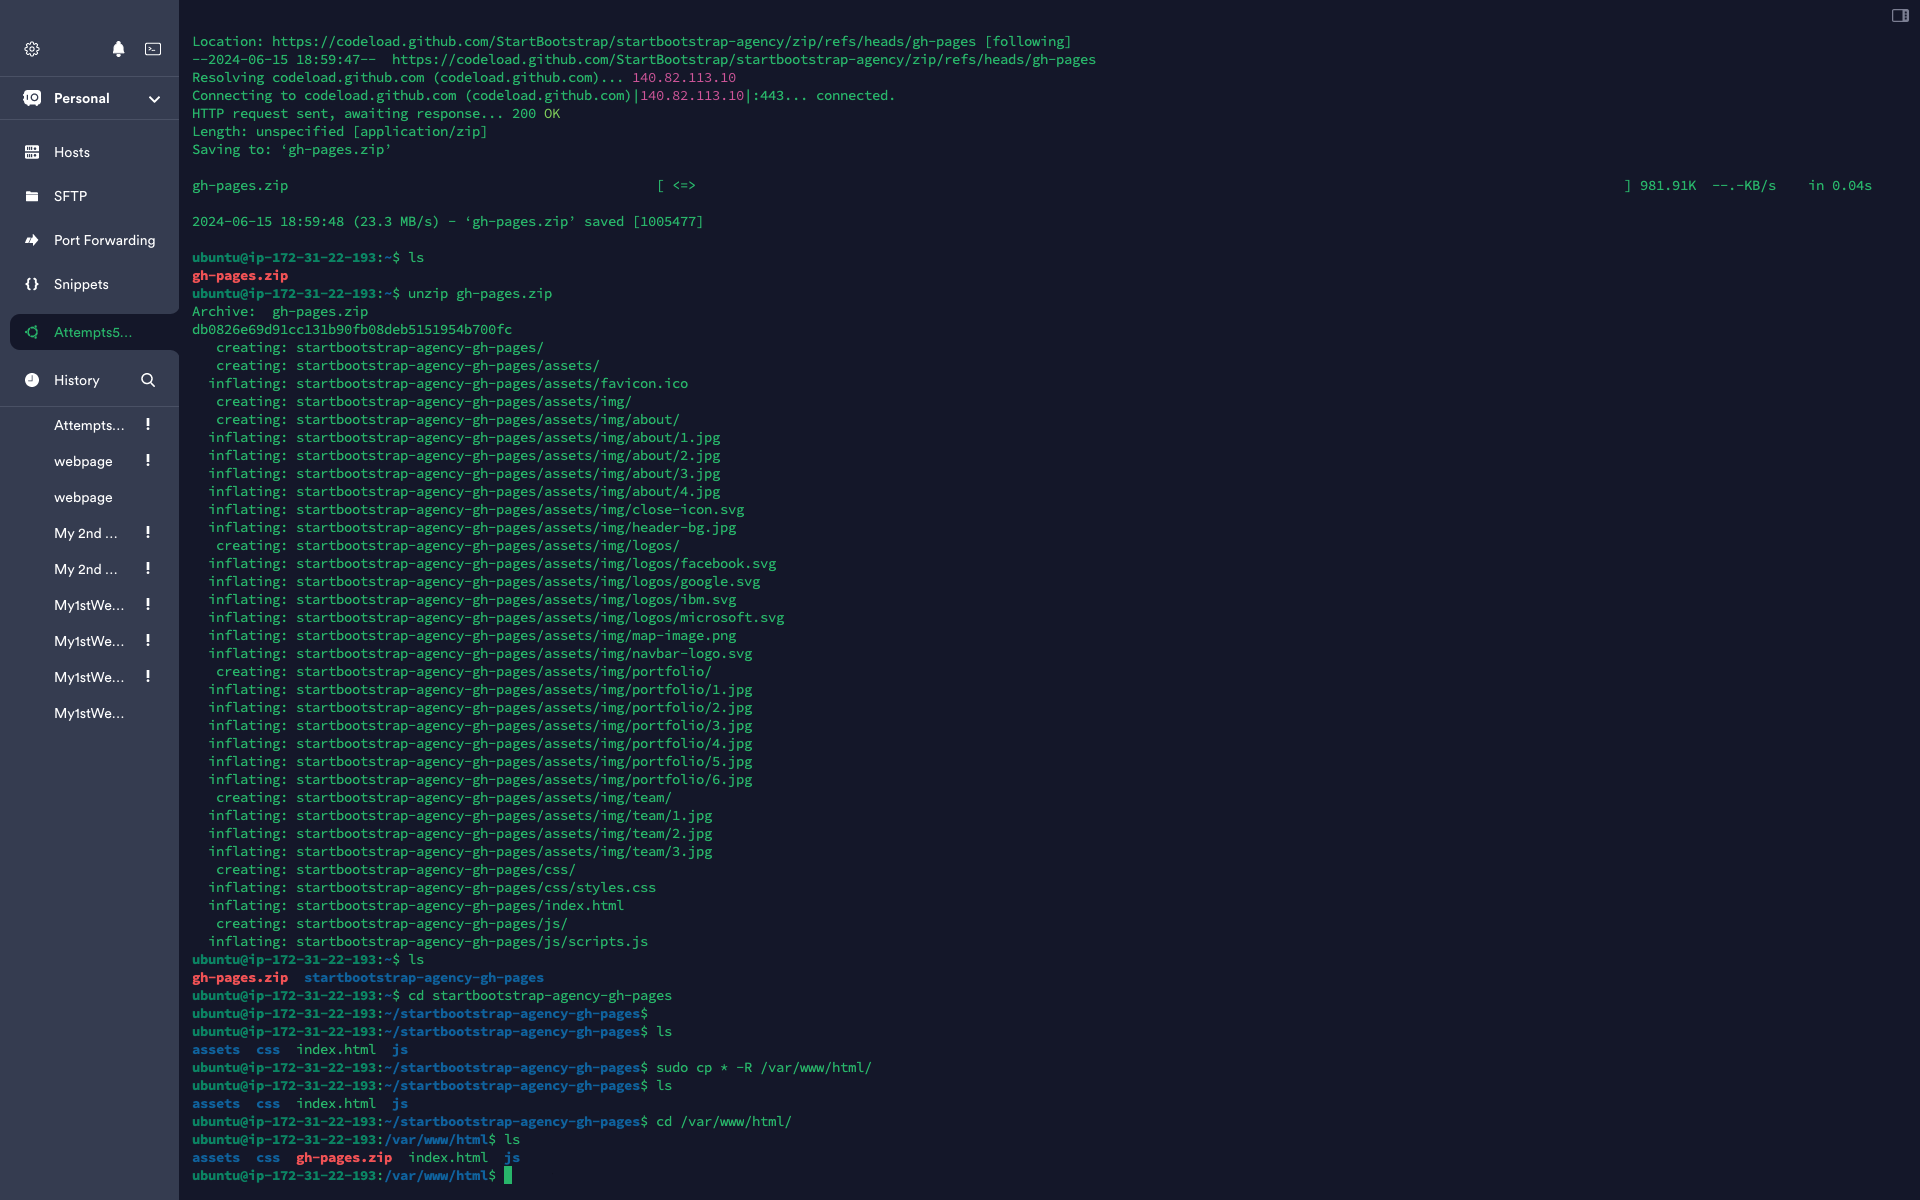 Personal
Hosts
SFTP
Port Forwarding
Snippets
Attempts5...
History
Attempts... !
webpage !
webpage
My 2nd ... !
My 2nd ... !
My1stWe... !
My1stWe... !
My1stWe... !
My1stWe...
Location: https://codeload.github.com/StartBootstrap/startbootstrap-agency/zip/refs/heads/gh-pages [following]
--2024-06-15 18:59:47--  https://codeload.github.com/StartBootstrap/startbootstrap-agency/zip/refs/heads/gh-pages
Resolving codeload.github.com (codeload.github.com)... 140.82.113.10
Connecting to codeload.github.com (codeload.github.com)|140.82.113.10|:443... connected.
HTTP request sent, awaiting response... 200 OK
Length: unspecified [application/zip]
Saving to: ‘gh-pages.zip’
gh-pages.zip [ <=> ] 981.91K --.-KB/s in 0.04s
2024-06-15 18:59:48 (23.3 MB/s) - ‘gh-pages.zip’ saved [1005477]
ubuntu@ip-172-31-22-193:~$ ls
gh-pages.zip
ubuntu@ip-172-31-22-193:~$ unzip gh-pages.zip
Archive:  gh-pages.zip
db0826e69d91cc131b90fb08deb5151954b700fc
creating: startbootstrap-agency-gh-pages/
creating: startbootstrap-agency-gh-pages/assets/
inflating: startbootstrap-agency-gh-pages/assets/favicon.ico
creating: startbootstrap-agency-gh-pages/assets/img/
creating: startbootstrap-agency-gh-pages/assets/img/about/
inflating: startbootstrap-agency-gh-pages/assets/img/about/1.jpg
inflating: startbootstrap-agency-gh-pages/assets/img/about/2.jpg
inflating: startbootstrap-agency-gh-pages/assets/img/about/3.jpg
inflating: startbootstrap-agency-gh-pages/assets/img/about/4.jpg
inflating: startbootstrap-agency-gh-pages/assets/img/close-icon.svg
inflating: startbootstrap-agency-gh-pages/assets/img/header-bg.jpg
creating: startbootstrap-agency-gh-pages/assets/img/logos/
inflating: startbootstrap-agency-gh-pages/assets/img/logos/facebook.svg
inflating: startbootstrap-agency-gh-pages/assets/img/logos/google.svg
inflating: startbootstrap-agency-gh-pages/assets/img/logos/ibm.svg
inflating: startbootstrap-agency-gh-pages/assets/img/logos/microsoft.svg
inflating: startbootstrap-agency-gh-pages/assets/img/map-image.png
inflating: startbootstrap-agency-gh-pages/assets/img/navbar-logo.svg
creating: startbootstrap-agency-gh-pages/assets/img/portfolio/
inflating: startbootstrap-agency-gh-pages/assets/img/portfolio/1.jpg
inflating: startbootstrap-agency-gh-pages/assets/img/portfolio/2.jpg
inflating: startbootstrap-agency-gh-pages/assets/img/portfolio/3.jpg
inflating: startbootstrap-agency-gh-pages/assets/img/portfolio/4.jpg
inflating: startbootstrap-agency-gh-pages/assets/img/portfolio/5.jpg
inflating: startbootstrap-agency-gh-pages/assets/img/portfolio/6.jpg
creating: startbootstrap-agency-gh-pages/assets/img/team/
inflating: startbootstrap-agency-gh-pages/assets/img/team/1.jpg
inflating: startbootstrap-agency-gh-pages/assets/img/team/2.jpg
inflating: startbootstrap-agency-gh-pages/assets/img/team/3.jpg
creating: startbootstrap-agency-gh-pages/css/
inflating: startbootstrap-agency-gh-pages/css/styles.css
inflating: startbootstrap-agency-gh-pages/index.html
creating: startbootstrap-agency-gh-pages/js/
inflating: startbootstrap-agency-gh-pages/js/scripts.js
ubuntu@ip-172-31-22-193:~$ ls
gh-pages.zip  startbootstrap-agency-gh-pages
ubuntu@ip-172-31-22-193:~$ cd startbootstrap-agency-gh-pages
ubuntu@ip-172-31-22-193:~/startbootstrap-agency-gh-pages$
ubuntu@ip-172-31-22-193:~/startbootstrap-agency-gh-pages$ ls
assets  css  index.html  js
ubuntu@ip-172-31-22-193:~/startbootstrap-agency-gh-pages$ sudo cp * -R /var/www/html/
ubuntu@ip-172-31-22-193:~/startbootstrap-agency-gh-pages$ ls
assets  css  index.html  js
ubuntu@ip-172-31-22-193:~/startbootstrap-agency-gh-pages$ cd /var/www/html/
ubuntu@ip-172-31-22-193:/var/www/html$ ls
assets  css  gh-pages.zip  index.html  js
ubuntu@ip-172-31-22-193:/var/www/html$